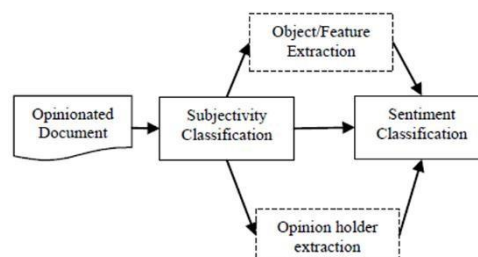 Object/Feature
Extraction
Opinionated
Document
Subjectivity
Classification
Sentiment
Classification
Opinion holder
extraction